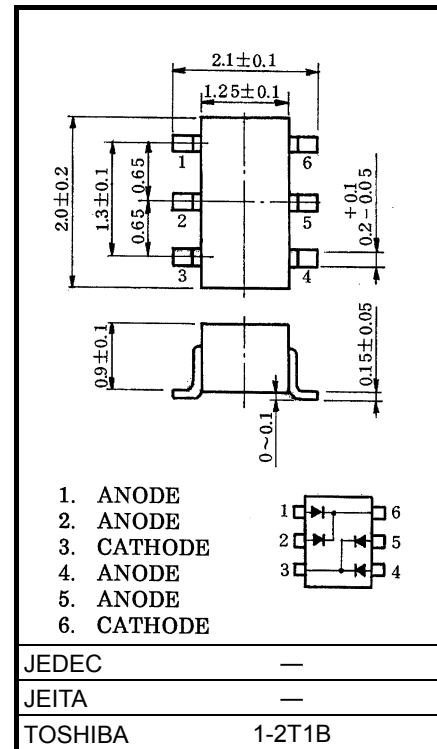 2.1±0.1
1.25±0.1
2.0±0.2
1.3±0.1
0.65
0.65
1
2
3
6
5
4
+0.1
0.2-0.05
0.9±0.1
0.15±0.05
0~0.1
1. ANODE
2. ANODE
3. CATHODE
4. ANODE
5. ANODE
6. CATHODE
1
2
3
6
5
4
JEDEC —
JEITA —
TOSHIBA 1-2T1B